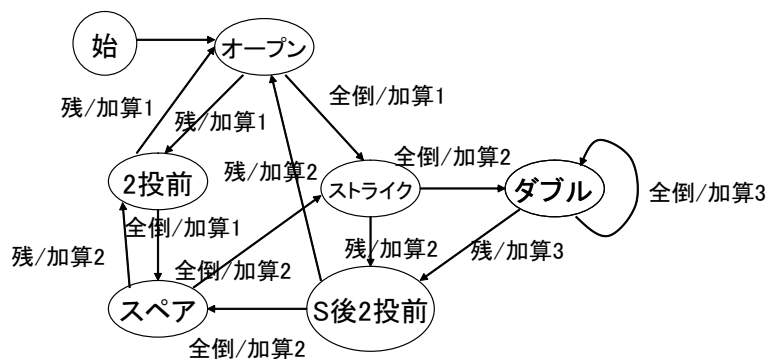 始
オープン
全倒/加算1
残/加算1
残/加算1
残/加算2
全倒/加算2
2投前
ストライク
ダブル
全倒/加算3
全倒/加算1
残/加算2
残/加算2
残/加算3
全倒/加算2
スペア
S後2投前
全倒/加算2